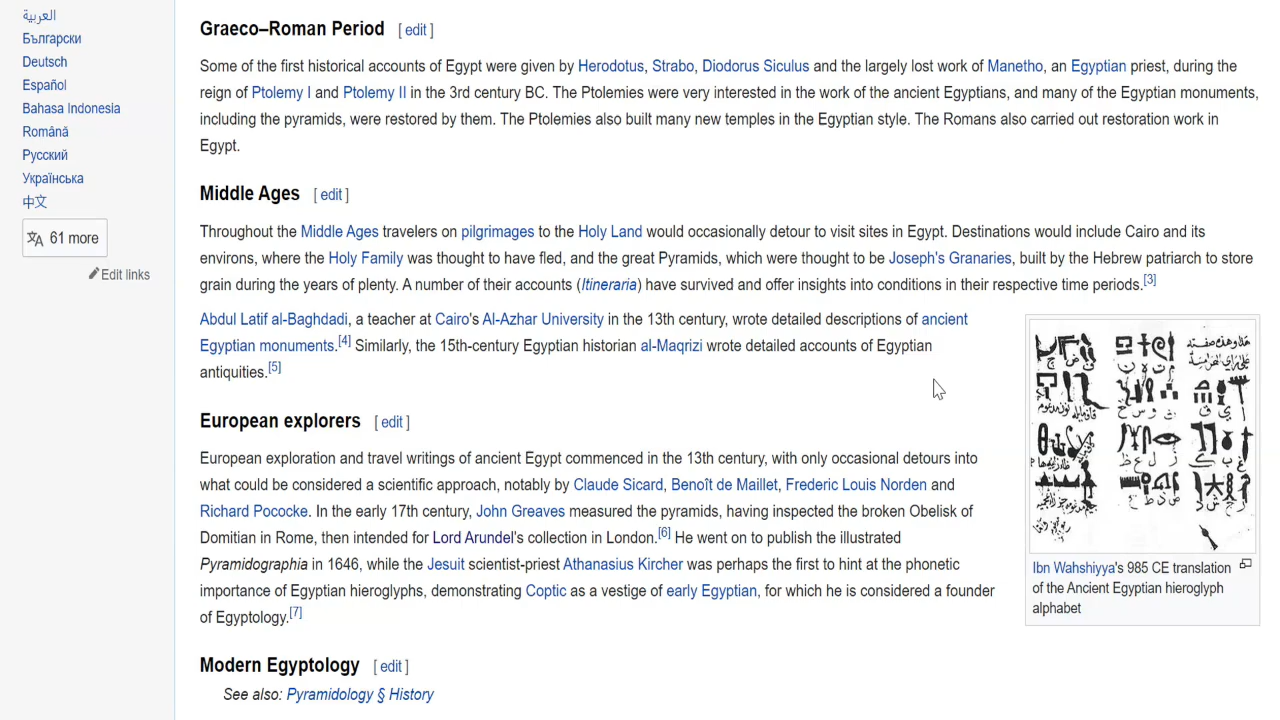 العربية
Български
Deutsch
Español
Bahasa Indonesia
Română
Русский
Українська
中文
61 more
Edit links
Graeco–Roman Period [ edit ]
Some of the first historical accounts of Egypt were given by Herodotus, Strabo, Diodorus Siculus and the largely lost work of Manetho, an Egyptian priest, during the
reign of Ptolemy I and Ptolemy II in the 3rd century BC. The Ptolemies were very interested in the work of the ancient Egyptians, and many of the Egyptian monuments,
including the pyramids, were restored by them. The Ptolemies also built many new temples in the Egyptian style. The Romans also carried out restoration work in
Egypt.
Middle Ages [ edit ]
Throughout the Middle Ages travelers on pilgrimages to the Holy Land would occasionally detour to visit sites in Egypt. Destinations would include Cairo and its
environs, where the Holy Family was thought to have fled, and the great Pyramids, which were thought to be Joseph's Granaries, built by the Hebrew patriarch to store
grain during the years of plenty. A number of their accounts (Itineraria) have survived and offer insights into conditions in their respective time periods.[3]
Abdul Latif al-Baghdadi, a teacher at Cairo's Al-Azhar University in the 13th century, wrote detailed descriptions of ancient
Egyptian monuments.[4] Similarly, the 15th-century Egyptian historian al-Maqrizi wrote detailed accounts of Egyptian
antiquities.[5]
European explorers [ edit ]
European exploration and travel writings of ancient Egypt commenced in the 13th century, with only occasional detours into
what could be considered a scientific approach, notably by Claude Sicard, Benoît de Maillet, Frederic Louis Norden and
Richard Pococke. In the early 17th century, John Greaves measured the pyramids, having inspected the broken Obelisk of
Domitian in Rome, then intended for Lord Arundel's collection in London.[6] He went on to publish the illustrated
Pyramidographia in 1646, while the Jesuit scientist-priest Athanasius Kircher was perhaps the first to hint at the phonetic
importance of Egyptian hieroglyphs, demonstrating Coptic as a vestige of early Egyptian, for which he is considered a founder
of Egyptology.[7]
Ibn Wahshiyya's 985 CE translation
of the Ancient Egyptian hieroglyph
alphabet
Modern Egyptology [ edit ]
See also: Pyramidology § History